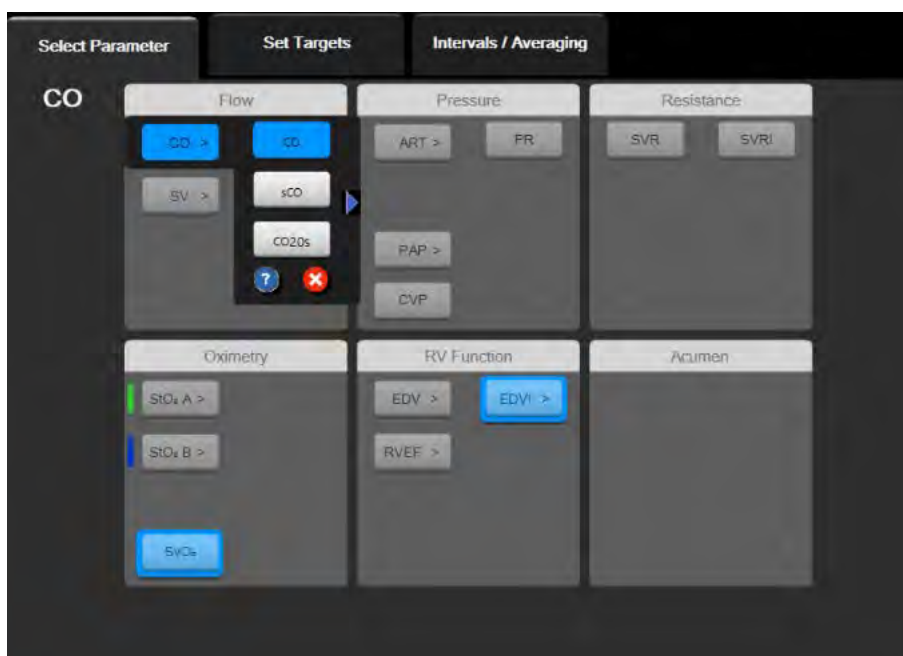 Select Parameter
Set Targets
Intervals / Averaging
CO
Flow
CO >
CO
SV >
sCO
CO20s
?
Pressure
ART >
PR
PAP >
CVP
Resistance
SVR
SVRI
Oximetry
StO₂ A >
StO₂ B >
SvO₂
RV Function
EDV >
EDVI >
RVEF >
Acumen